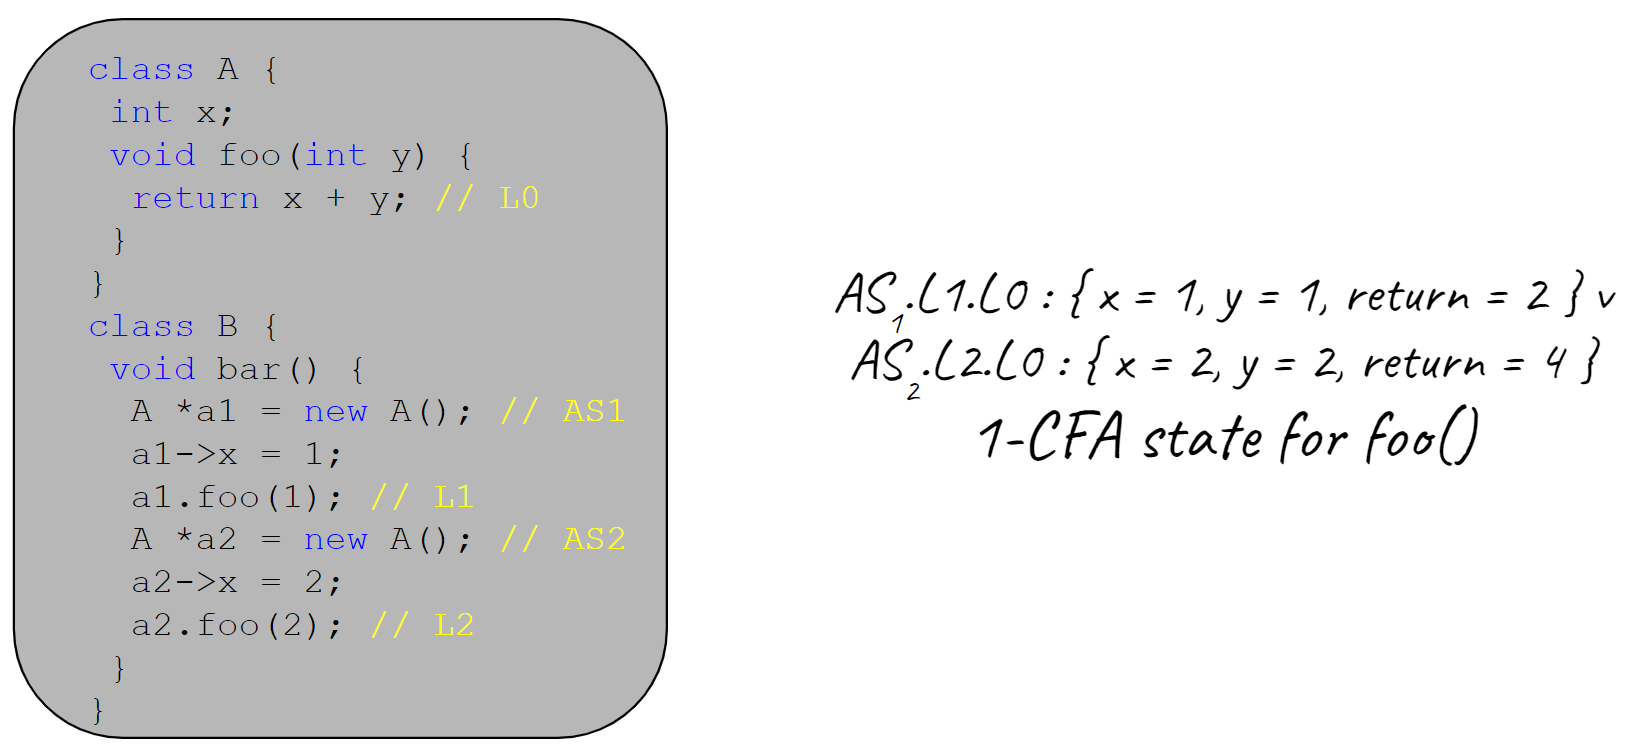 class A {
int x;
void foo(int y) {
return x + y; // L0
}
}
class B {
void bar() {
A *a1 = new A(); // AS1
a1->x = 1;
a1.foo(1); // L1
A *a2 = new A(); // AS2
a2->x = 2;
a2.foo(2); // L2
}
}
AS1.L1.L0 : { x = 1, y = 1, return = 2 } v
AS2.L2.L0 : { x = 2, y = 2, return = 4 }
1-CFA state for foo()